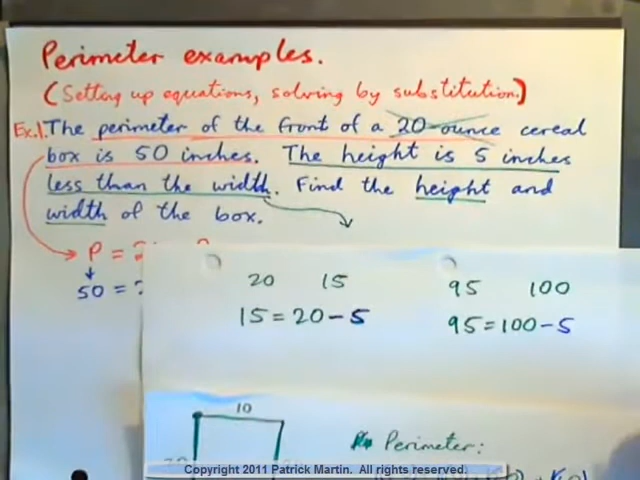 Perimeter examples.
(Setting up equations, solving by substitution.)
Ex.1. The perimeter of the front of a 20-ounce cereal
box is 50 inches. The height is 5 inches
less than the width. Find the height and
width of the box.
P = 2
50 = 2
20 15
15 = 20 - 5
95 100
95 = 100 - 5
10
Perimeter:
Copyright 2011 Patrick Martin. All rights reserved.